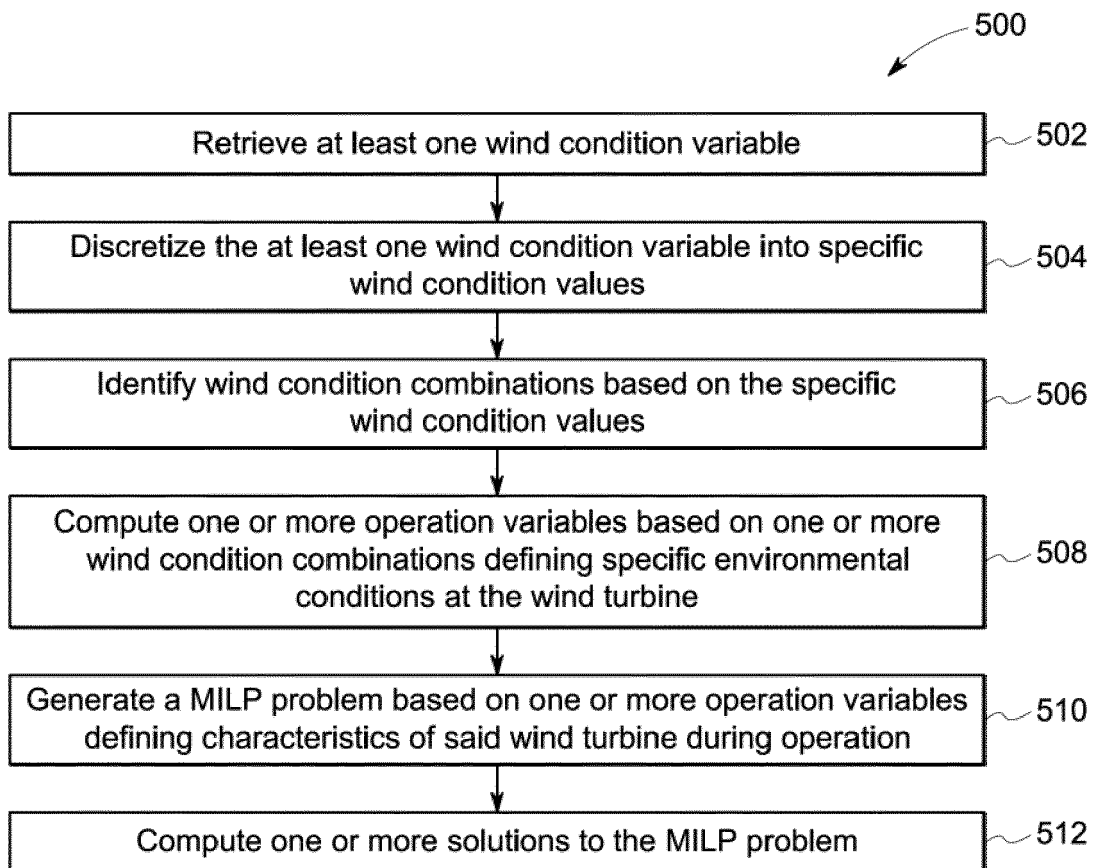 500
Retrieve at least one wind condition variable
502
Discretize the at least one wind condition variable into specific
wind condition values
504
Identify wind condition combinations based on the specific
wind condition values
506
Compute one or more operation variables based on one or more
wind condition combinations defining specific environmental
conditions at the wind turbine
508
Generate a MILP problem based on one or more operation variables
defining characteristics of said wind turbine during operation
510
Compute one or more solutions to the MILP problem
512